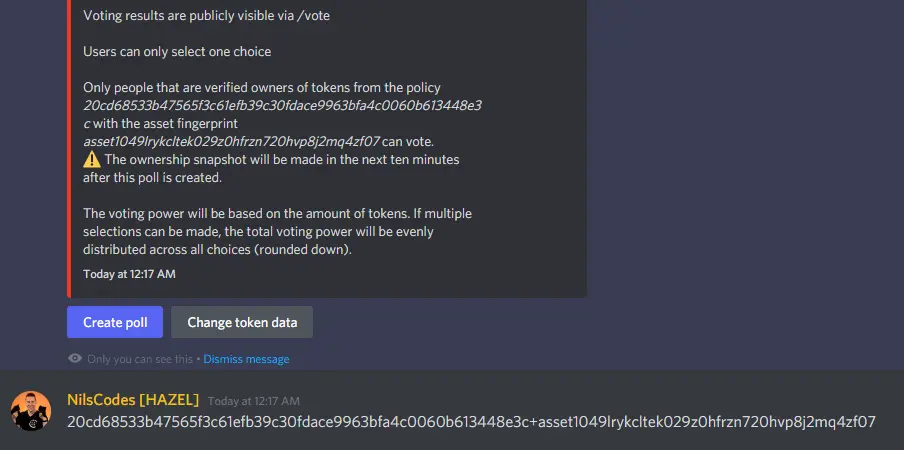 Voting results are publicly visible via /vote
Users can only select one choice
Only people that are verified owners of tokens from the policy
20cd68533b47565f3c61efb39c30fdace9963bfa4c0060b613448e3
c with the asset fingerprint
asset1049lrykcltek029z0hfrzn720hvp8j2mq4zf07 can vote.
⚠️ The ownership snapshot will be made in the next ten minutes
after this poll is created.
The voting power will be based on the amount of tokens. If multiple
selections can be made, the total voting power will be evenly
distributed across all choices (rounded down).
Today at 12:17 AM
Create poll Change token data
Only you can see this • Dismiss message
NilsCodes [HAZEL] Today at 12:17 AM
20cd68533b47565f3c61efb39c30fdace9963bfa4c0060b613448e3c+asset1049lrykcltek029z0hfrzn720hvp8j2mq4zf07